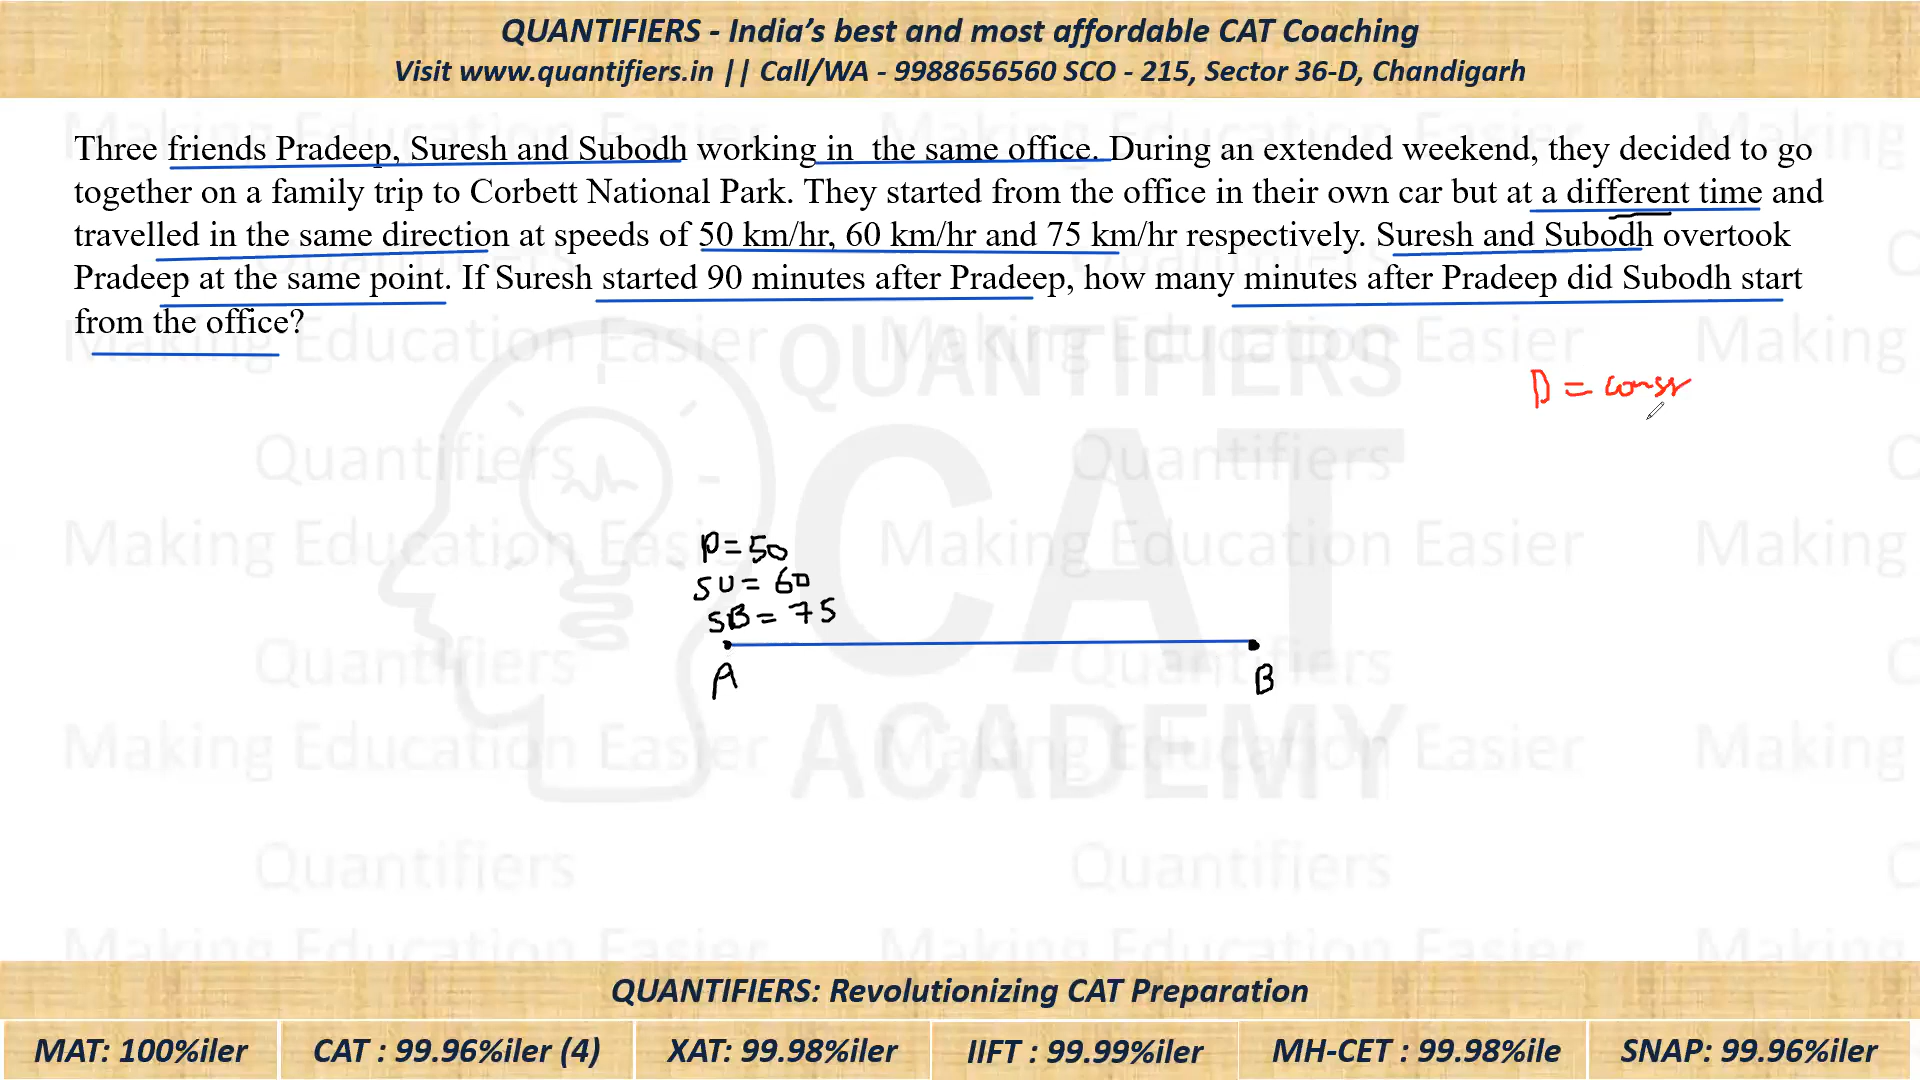 QUANTIFIERS - India’s best and most affordable CAT Coaching
Visit www.quantifiers.in || Call/WA - 9988656560 SCO - 215, Sector 36-D, Chandigarh
Three friends Pradeep, Suresh and Subodh working in the same office. During an extended weekend, they decided to go
together on a family trip to Corbett National Park. They started from the office in their own car but at a different time and
travelled in the same direction at speeds of 50 km/hr, 60 km/hr and 75 km/hr respectively. Suresh and Subodh overtook
Pradeep at the same point. If Suresh started 90 minutes after Pradeep, how many minutes after Pradeep did Subodh start
from the office?
D = const
P = 50
SU = 60
SB = 75
A B
QUANTIFIERS
CAT
ACADEMY
Making Education Easier
Quantifiers
QUANTIFIERS: Revolutionizing CAT Preparation
MAT: 100%iler CAT : 99.96%iler (4) XAT: 99.98%iler IIFT : 99.99%iler MH-CET : 99.98%ile SNAP: 99.96%iler